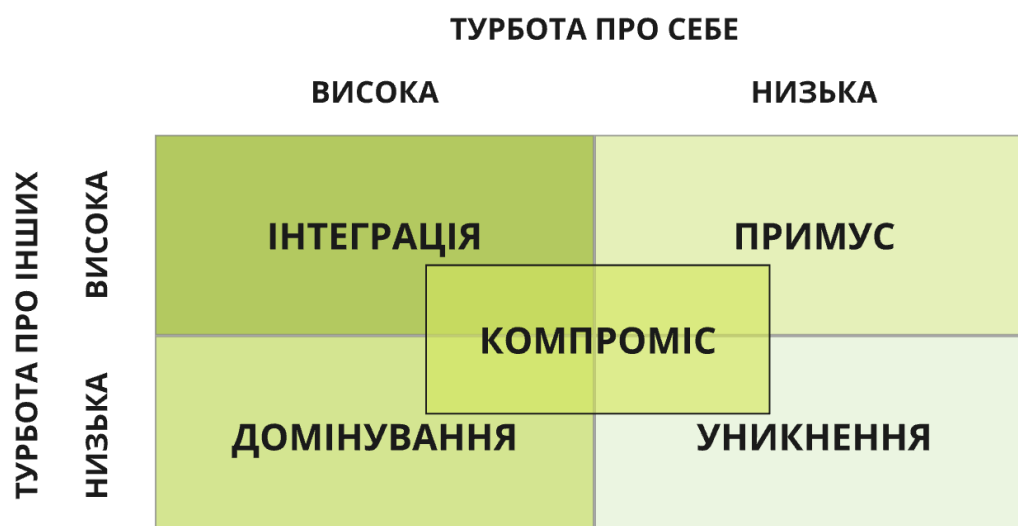 ТУРБОТА ПРО СЕБЕ
ВИСОКА
НИЗЬКА
ТУРБОТА ПРО ІНШИХ
ВИСОКА
ІНТЕГРАЦІЯ
ПРИМУС
КОМПРОМІС
НИЗЬКА
ДОМІНУВАННЯ
УНИКНЕННЯ